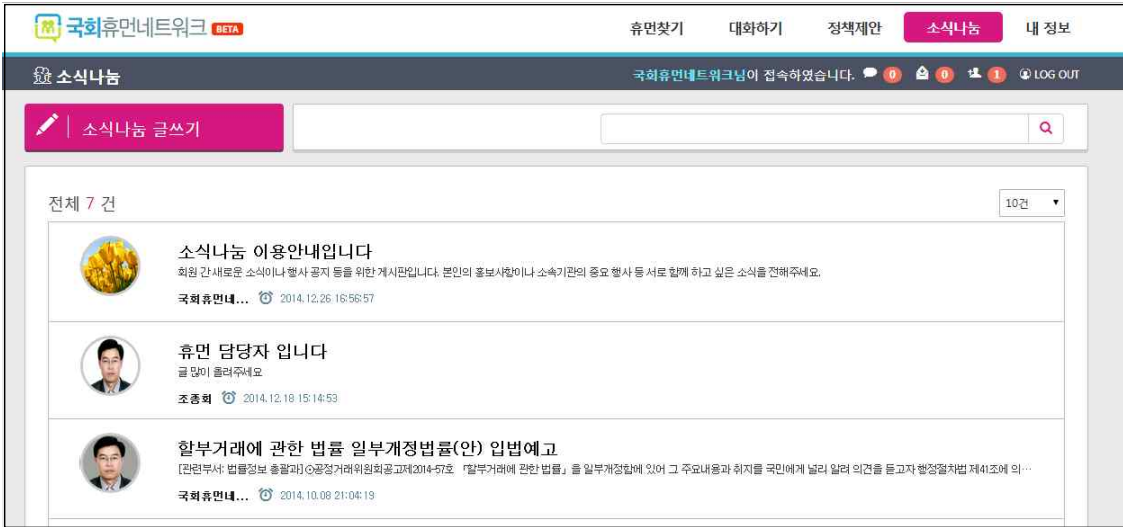 국회휴먼네트워크 BETA
휴먼찾기 대화하기 정책제안 소식나눔 내 정보
소식나눔
국회휴먼네트워크님이 접속하였습니다. 0 0 1 LOG OUT
소식나눔 글쓰기
전체 7 건
10건
소식나눔 이용안내입니다
회원 간 새로운 소식이나 행사 공지 등을 위한 게시판입니다. 본인의 홍보사항이나 소속기관의 중요 행사 등 서로 함께 하고 싶은 소식을 전해주세요.
국회휴먼네... 2014.12.26 16:56:57
휴먼 담당자 입니다
글 많이 올려주세요
조종희 2014.12.18 15:14:53
할부거래에 관한 법률 일부개정법률(안) 입법예고
[관련부서: 법률정보 총괄과] ⊙공정거래위원회공고제2014-57호 「할부거래에 관한 법률」을 일부개정함에 있어 그 주요내용과 취지를 국민에게 널리 알려 의견을 듣고자 행정절차법 제41조에 의…
국회휴먼네... 2014.10.08 21:04:19